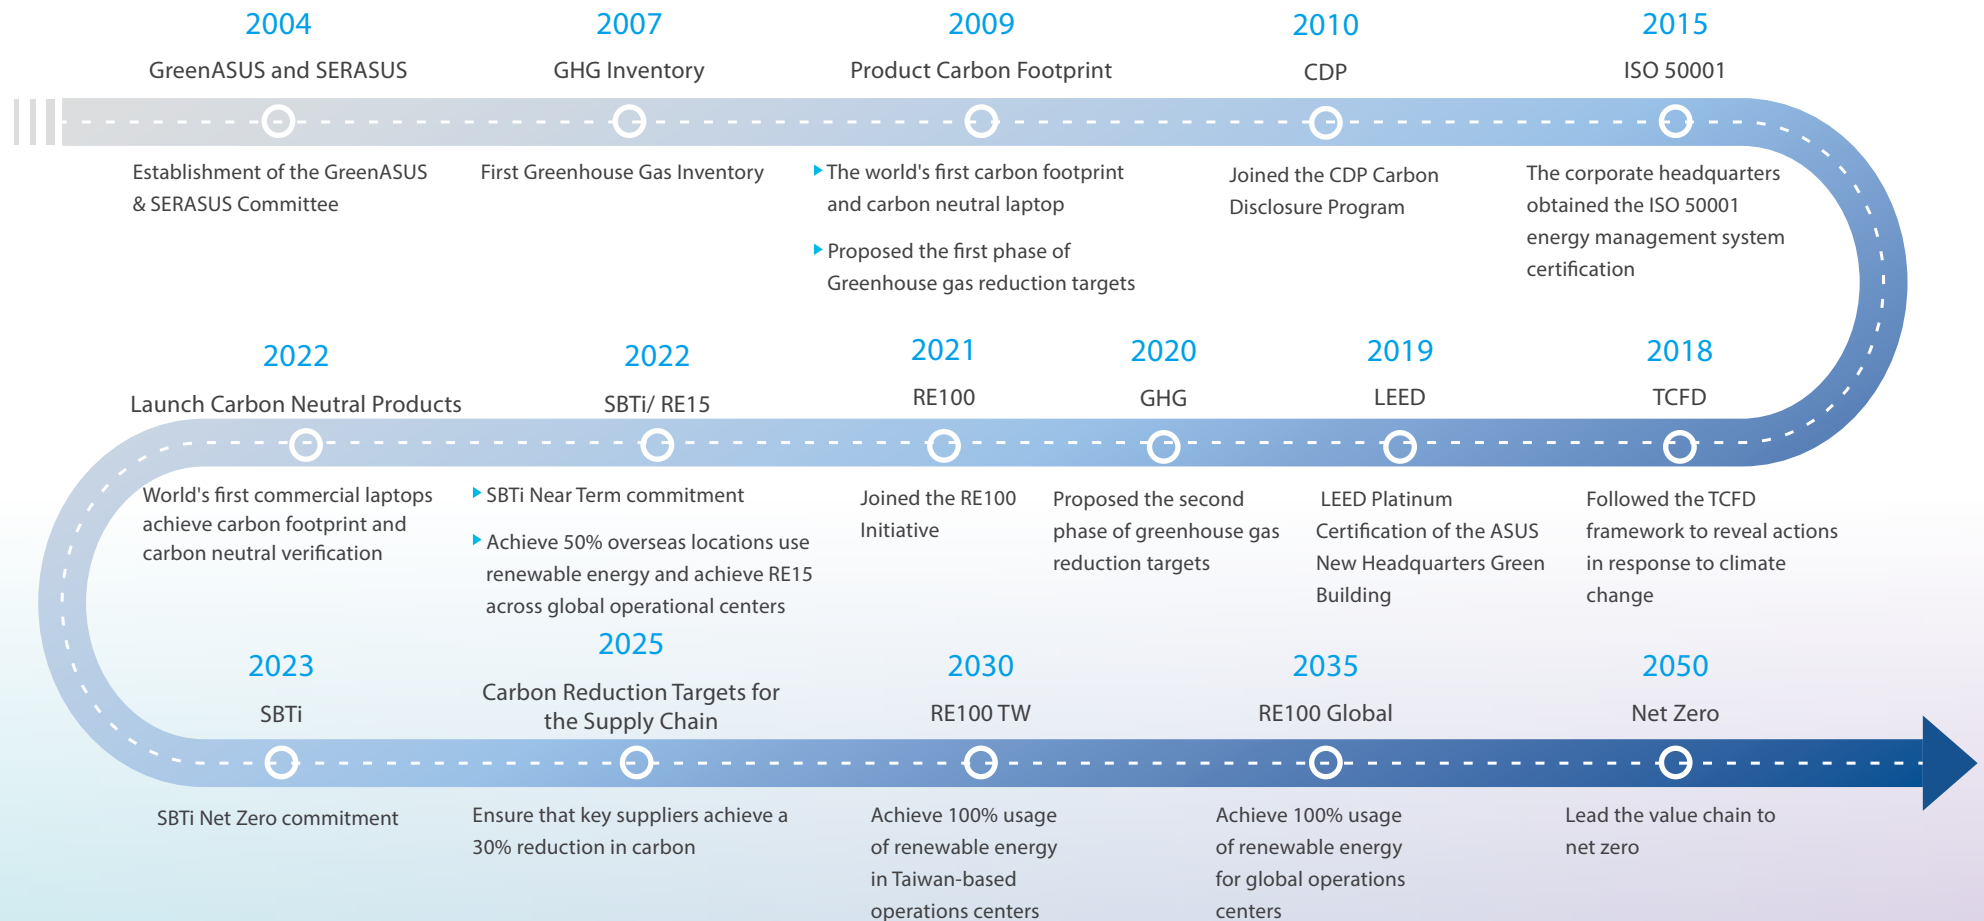 2004
GreenASUS and SERASUS
Establishment of the GreenASUS
& SERASUS Committee
2007
GHG Inventory
First Greenhouse Gas Inventory
2009
Product Carbon Footprint
The world's first carbon footprint
and carbon neutral laptop
Proposed the first phase of
Greenhouse gas reduction targets
2010
CDP
Joined the CDP Carbon
Disclosure Program
2015
ISO 50001
The corporate headquarters
obtained the ISO 50001
energy management system
certification
2018
TCFD
Followed the TCFD
framework to reveal actions
in response to climate
change
2019
LEED
LEED Platinum
Certification of the ASUS
New Headquarters Green
Building
2020
GHG
Proposed the second
phase of greenhouse gas
reduction targets
2021
RE100
Joined the RE100
Initiative
2022
SBTi/ RE15
SBTi Near Term commitment
Achieve 50% overseas locations use
renewable energy and achieve RE15
across global operational centers
2022
Launch Carbon Neutral Products
World's first commercial laptops
achieve carbon footprint and
carbon neutral verification
2023
SBTi
SBTi Net Zero commitment
2025
Carbon Reduction Targets for
the Supply Chain
Ensure that key suppliers achieve a
30% reduction in carbon
2030
RE100 TW
Achieve 100% usage
of renewable energy
in Taiwan-based
operations centers
2035
RE100 Global
Achieve 100% usage
of renewable energy
for global operations
centers
2050
Net Zero
Lead the value chain to
net zero